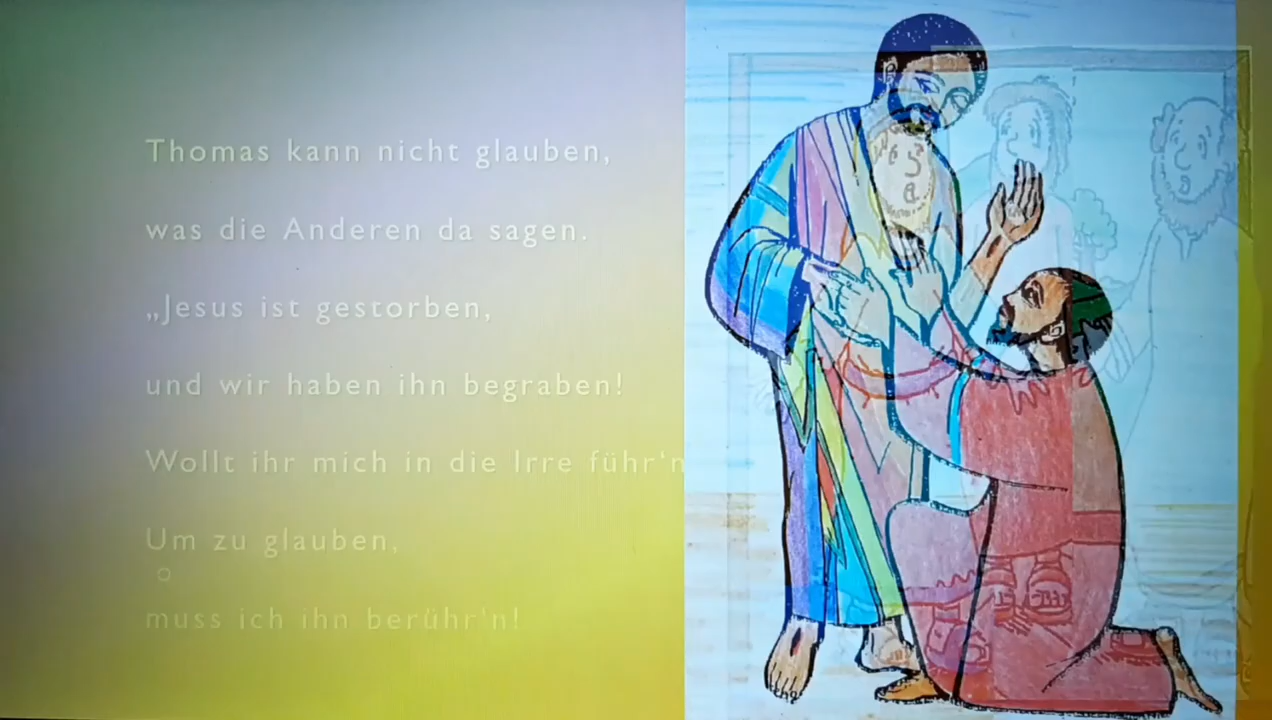 Thomas kann nicht glauben,
was die Anderen da sagen.
„Jesus ist gestorben,
und wir haben ihn begraben!
Wollt ihr mich in die Irre führ'n
Um zu glauben,
muss ich ihn berühr'n!